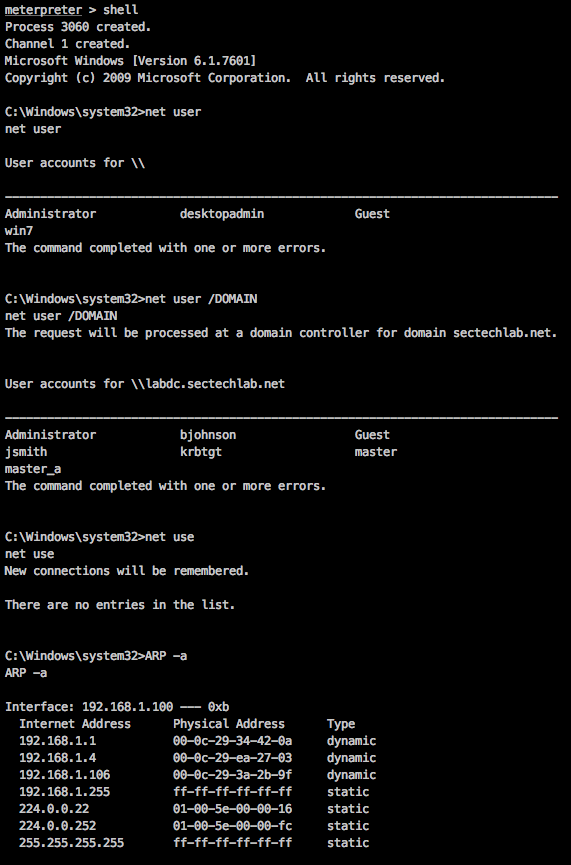 meterpreter > shell
Process 3060 created.
Channel 1 created.
Microsoft Windows [Version 6.1.7601]
Copyright (c) 2009 Microsoft Corporation.  All rights reserved.
C:\Windows\system32>net user
net user
User accounts for \\
-------------------------------------------------------------------------------
Administrator            desktopadmin             Guest
win7
The command completed with one or more errors.
C:\Windows\system32>net user /DOMAIN
net user /DOMAIN
The request will be processed at a domain controller for domain sectechlab.net.
User accounts for \\labdc.sectechlab.net
-------------------------------------------------------------------------------
Administrator            bjohnson                 Guest
jsmith                   krbtgt                   master
master_a
The command completed with one or more errors.
C:\Windows\system32>net use
net use
New connections will be remembered.
There are no entries in the list.
C:\Windows\system32>ARP -a
ARP -a
Interface: 192.168.1.100 --- 0xb
  Internet Address      Physical Address      Type
  192.168.1.1           00-0c-29-34-42-0a     dynamic
  192.168.1.4           00-0c-29-ea-27-03     dynamic
  192.168.1.106         00-0c-29-3a-2b-9f     dynamic
  192.168.1.255         ff-ff-ff-ff-ff-ff     static
  224.0.0.22            01-00-5e-00-00-16     static
  224.0.0.252           01-00-5e-00-00-fc     static
  255.255.255.255       ff-ff-ff-ff-ff-ff     static